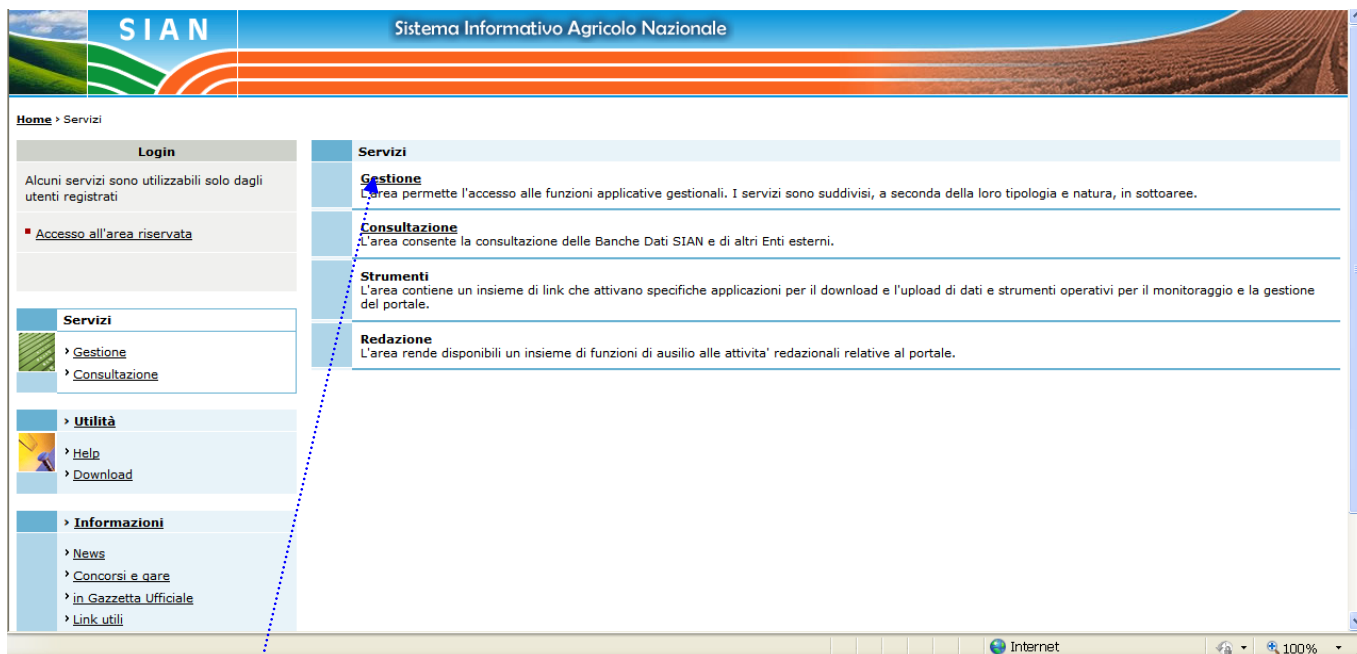 SIAN
Sistema Informativo Agricolo Nazionale
Home › Servizi
Login
Alcuni servizi sono utilizzabili solo dagli
utenti registrati
Accesso all'area riservata
Servizi
› Gestione
› Consultazione
› Utilità
› Help
› Download
› Informazioni
› News
› Concorsi e gare
› in Gazzetta Ufficiale
› Link utili
Servizi
Gestione
L'area permette l'accesso alle funzioni applicative gestionali. I servizi sono suddivisi, a seconda della loro tipologia e natura, in sottoaree.
Consultazione
L'area consente la consultazione delle Banche Dati SIAN e di altri Enti esterni.
Strumenti
L'area contiene un insieme di link che attivano specifiche applicazioni per il download e l'upload di dati e strumenti operativi per il monitoraggio e la gestione
del portale.
Redazione
L'area rende disponibili un insieme di funzioni di ausilio alle attivita' redazionali relative al portale.
Internet
100%